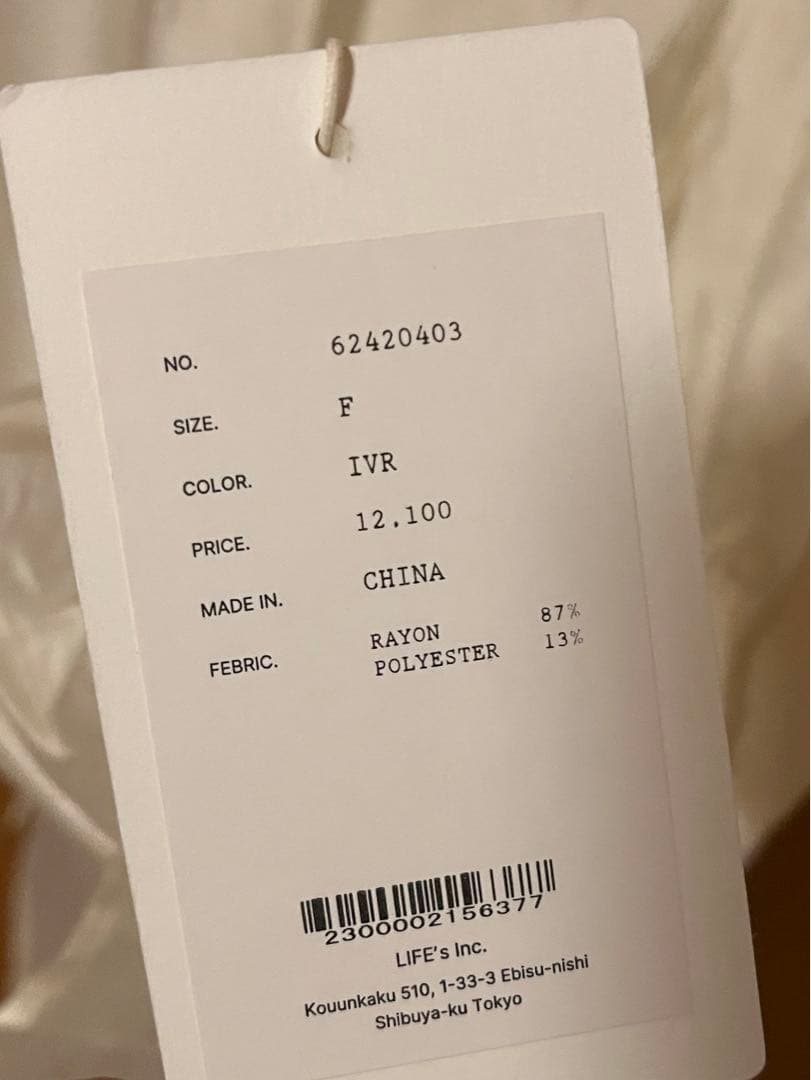 NO. 62420403
SIZE. F
COLOR. IVR
PRICE. 12,100
MADE IN. CHINA
FEBRIC. RAYON 87%
POLYESTER 13%
2300002156377
LIFE's Inc.
Kouunkaku 510, 1-33-3 Ebisu-nishi
Shibuya-ku Tokyo